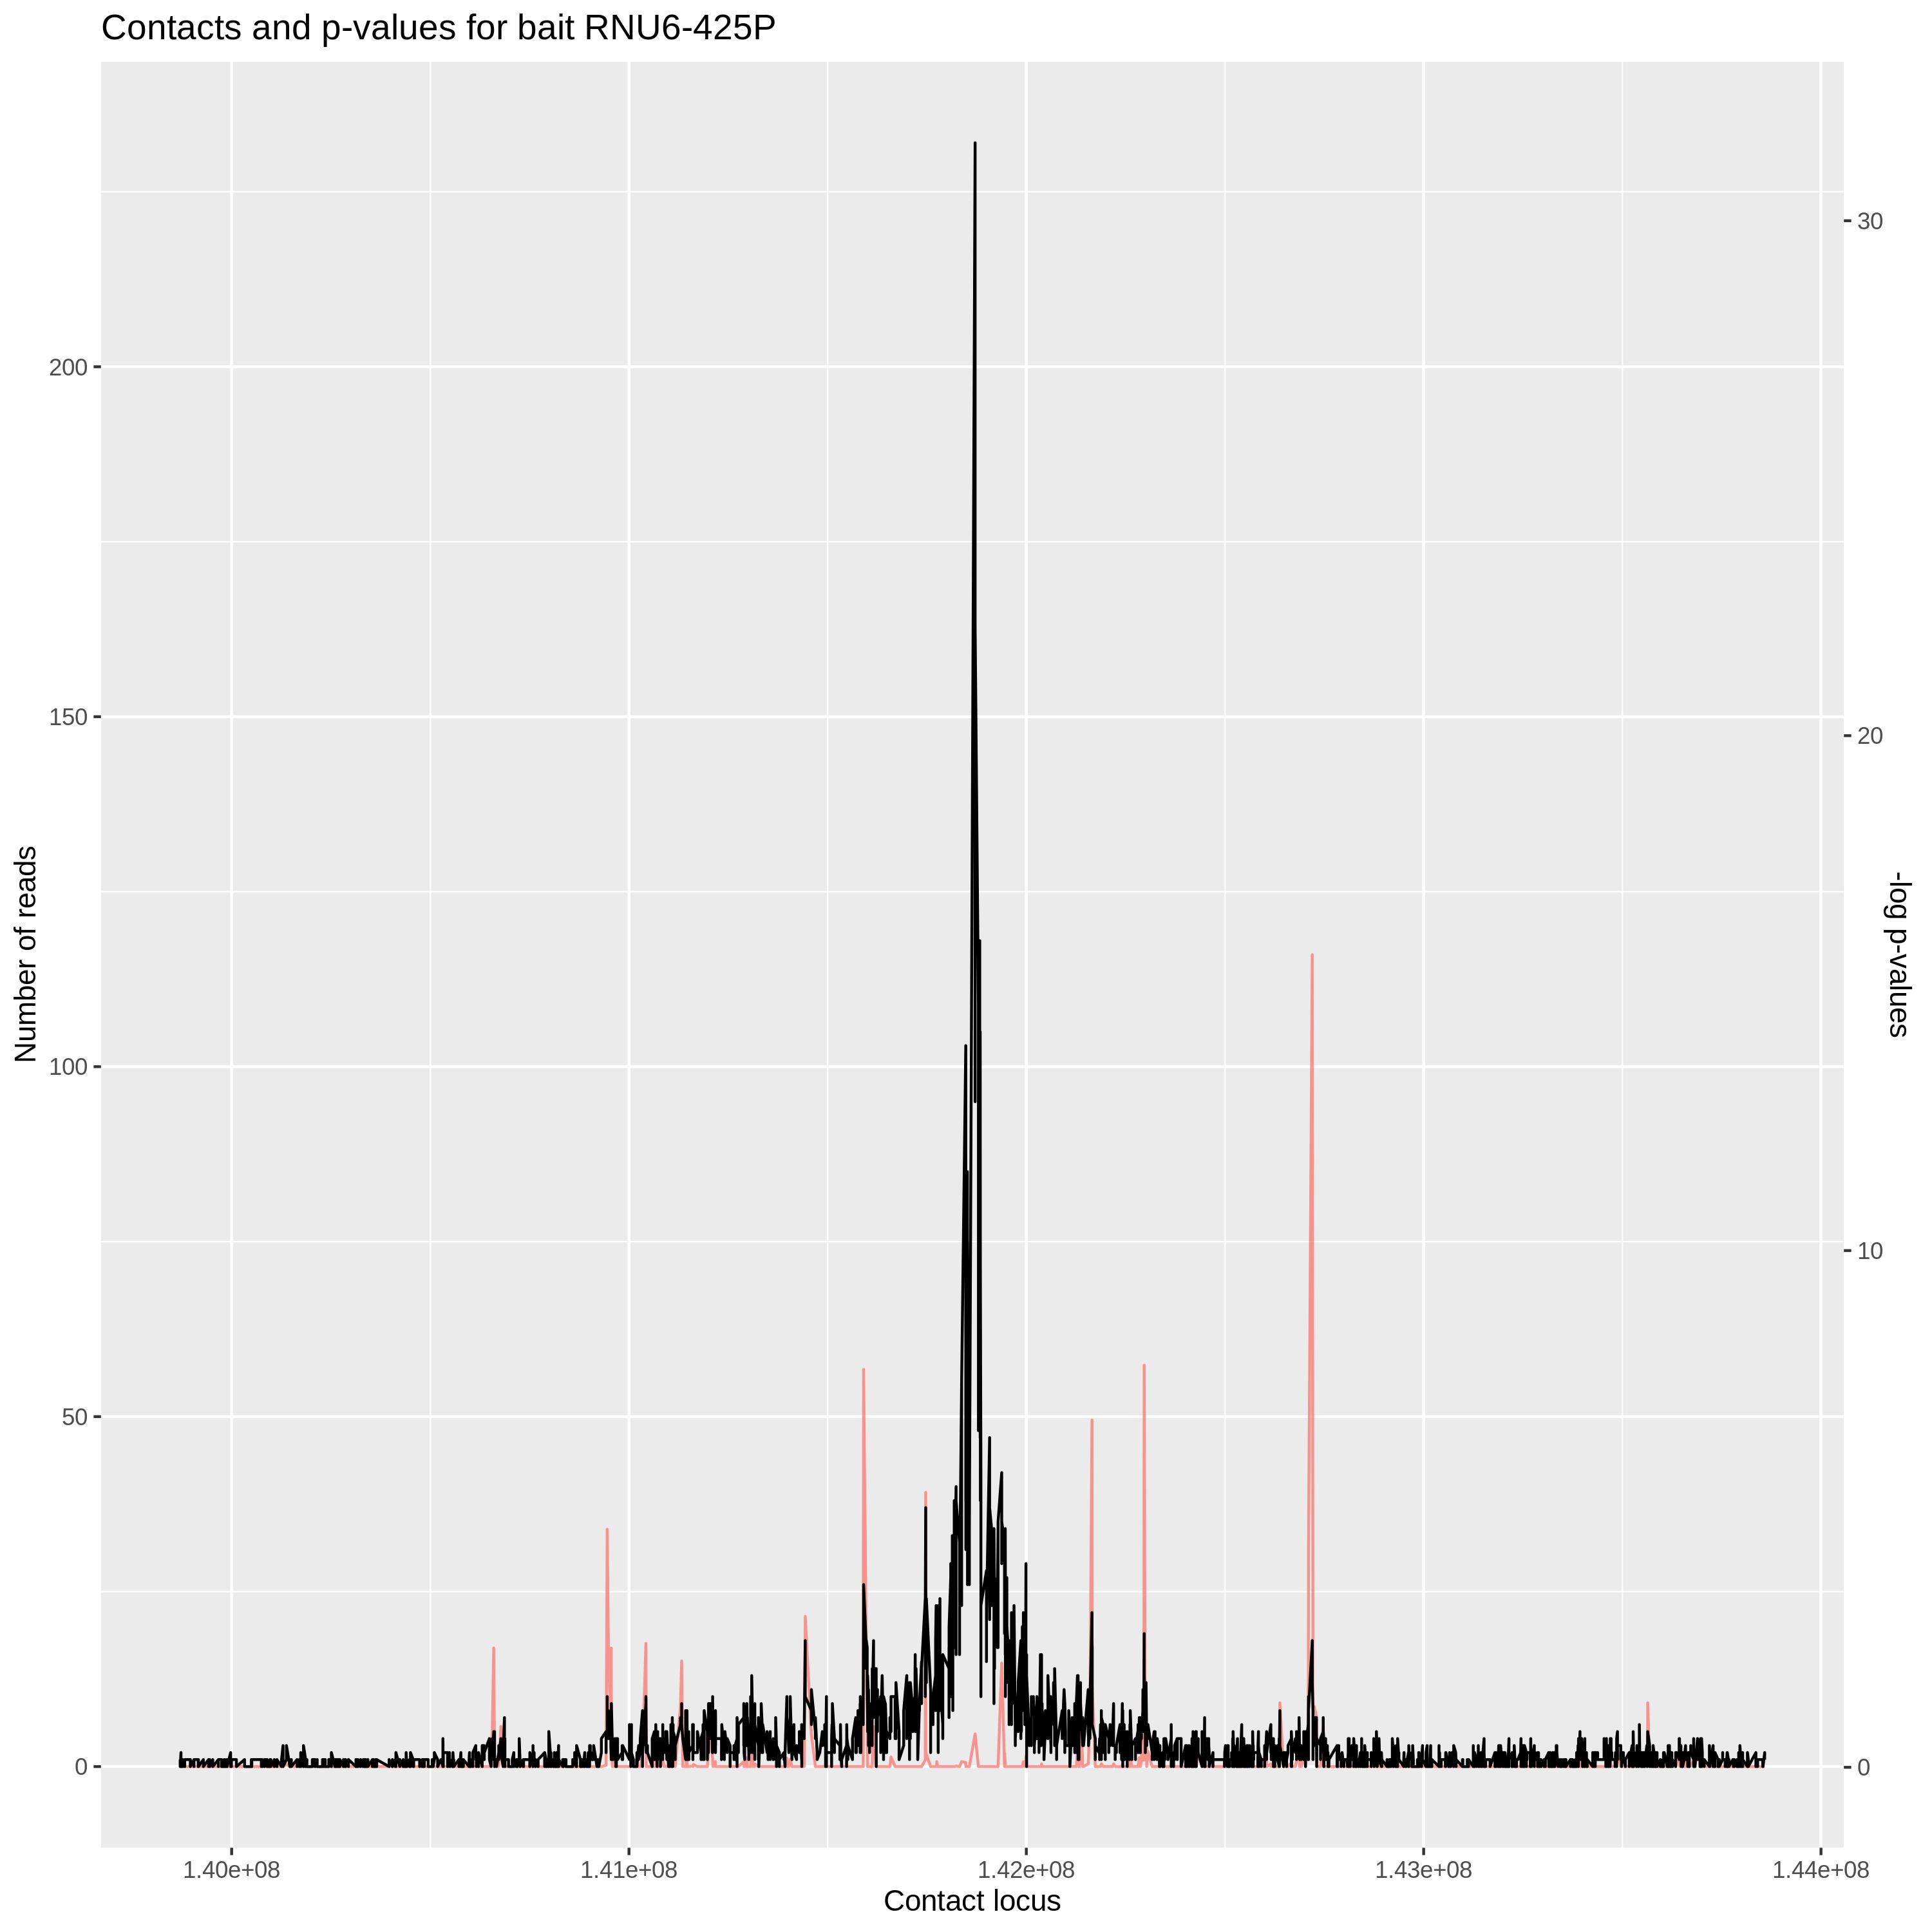 Contacts and p-values for bait RNU6-425P
Number of reads
200
150
100
50
0
30
20
10
0
-log p-values
1.40e+08
1.41e+08
1.42e+08
1.43e+08
1.44e+08
Contact locus